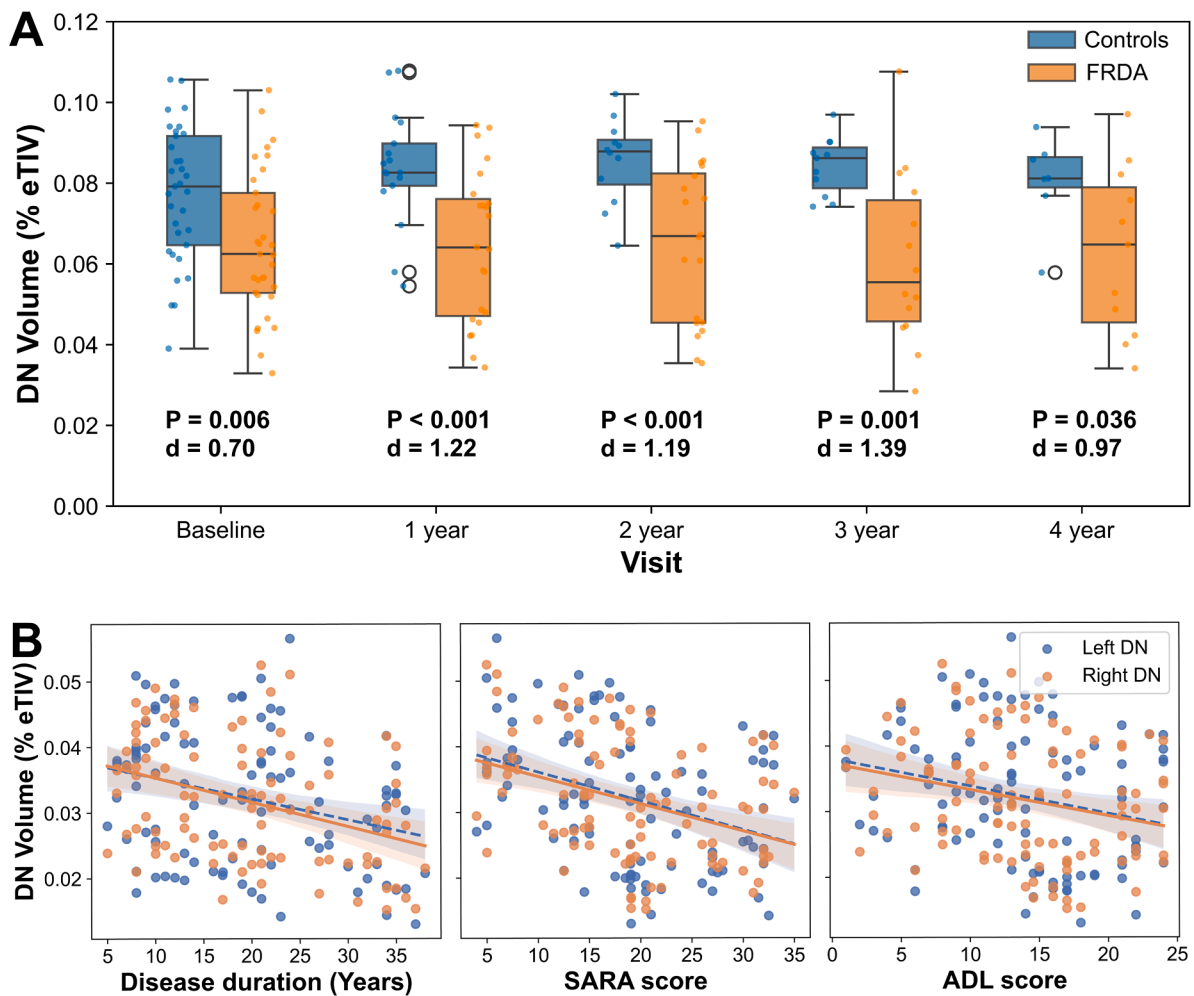 A
DN Volume (% eTIV)
0.12
0.10
0.08
0.06
0.04
0.02
0.00
Controls
FRDA
P = 0.006
d = 0.70
P < 0.001
d = 1.22
P < 0.001
d = 1.19
P = 0.001
d = 1.39
P = 0.036
d = 0.97
Baseline
1 year
2 year
3 year
4 year
Visit
B
DN Volume (% eTIV)
0.05
0.04
0.03
0.02
5 10 15 20 25 30 35
Disease duration (Years)
5 10 15 20 25 30 35
SARA score
Left DN
Right DN
0 5 10 15 20 25
ADL score